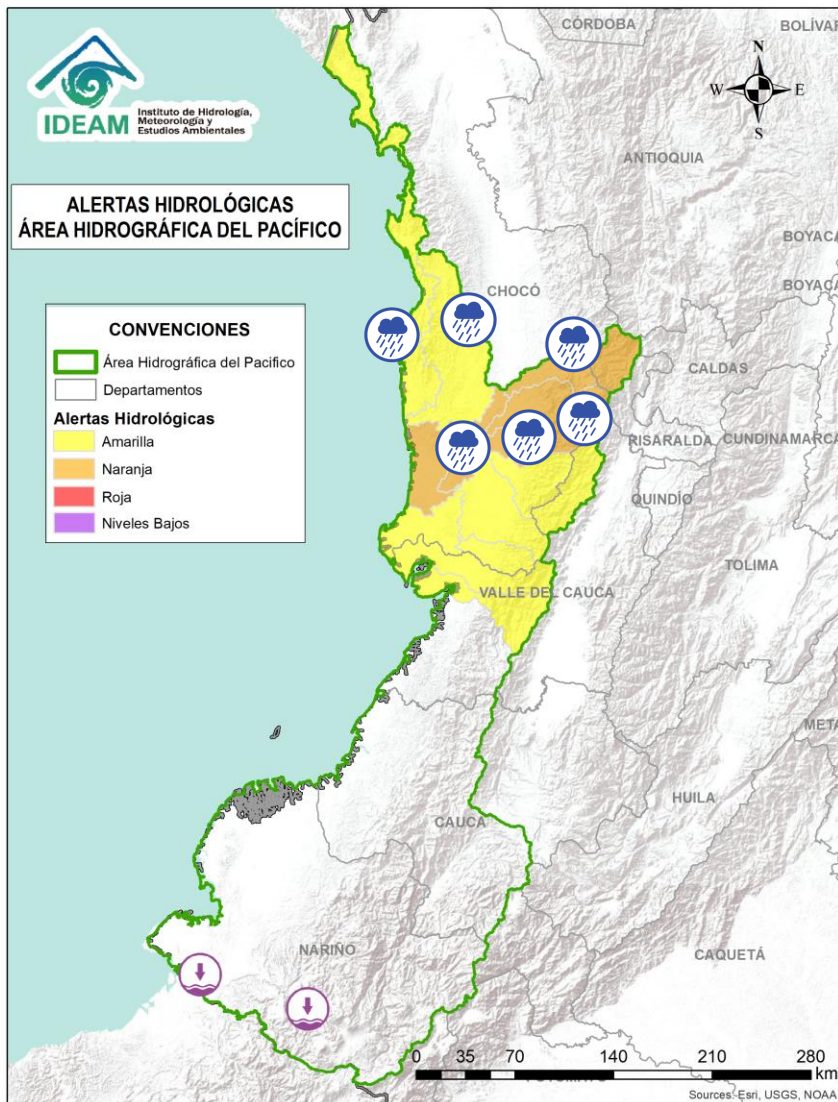 CÓRDOBA
BOLÍVAR
IDEAM
Instituto de Hidrología,
Meteorología y
Estudios Ambientales
N
W E
S
ANTIOQUIA
ALERTAS HIDROLÓGICAS
ÁREA HIDROGRÁFICA DEL PACÍFICO
BOYACÁ
BOYACÁ
CHOCÓ
CONVENCIONES
Área Hidrográfica del Pacifico
Departamentos
Alertas Hidrológicas
Amarilla
Naranja
Roja
Niveles Bajos
CALDAS
RISARALDA
CUNDINAMARCA
QUINDÍO
TOLIMA
VALLE DEL CAUCA
META
HUILA
CAUCA
NARIÑO
CAQUETÁ
0 35 70 140 210 280
km
Sources: Esri, USGS, NOAA